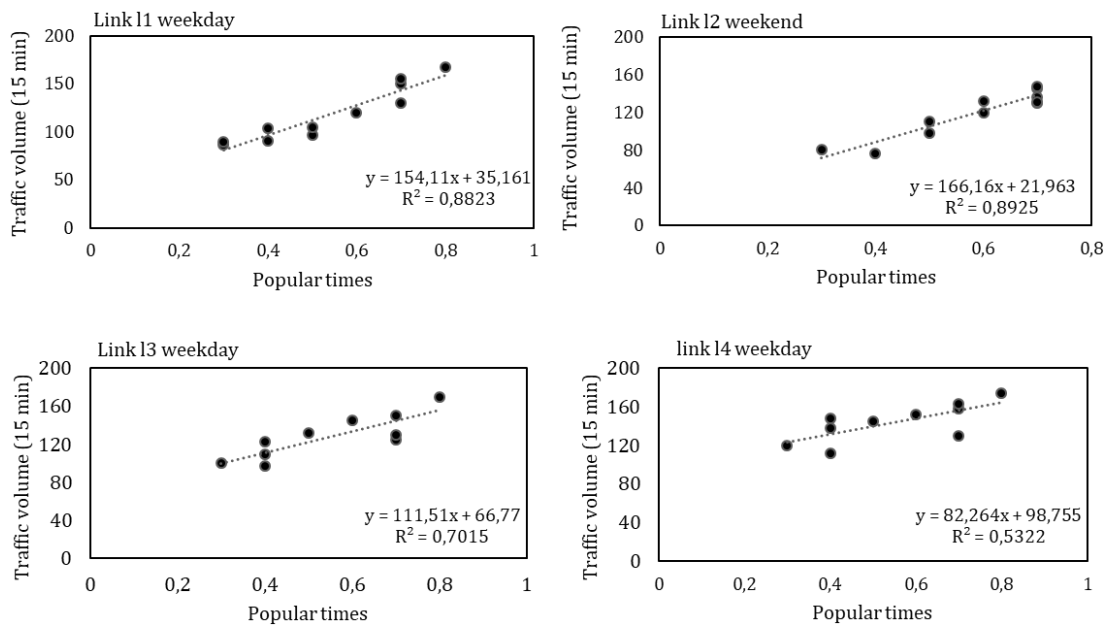 Link l1 weekday
Traffic volume (15 min)
200
150
100
50
0
0 0,2 0,4 0,6 0,8 1
Popular times
y = 154,11x + 35,161
R² = 0,8823
Link l2 weekend
Traffic volume (15 min)
200
160
120
80
40
0
0 0,2 0,4 0,6 0,8
Popular times
y = 166,16x + 21,963
R² = 0,8925
Link l3 weekday
Traffic volume (15 min)
200
160
120
80
40
0
0 0,2 0,4 0,6 0,8 1
Popular times
y = 111,51x + 66,77
R² = 0,7015
link l4 weekday
Traffic volume (15 min)
200
160
120
80
40
0
0 0,2 0,4 0,6 0,8 1
Popular times
y = 82,264x + 98,755
R² = 0,5322